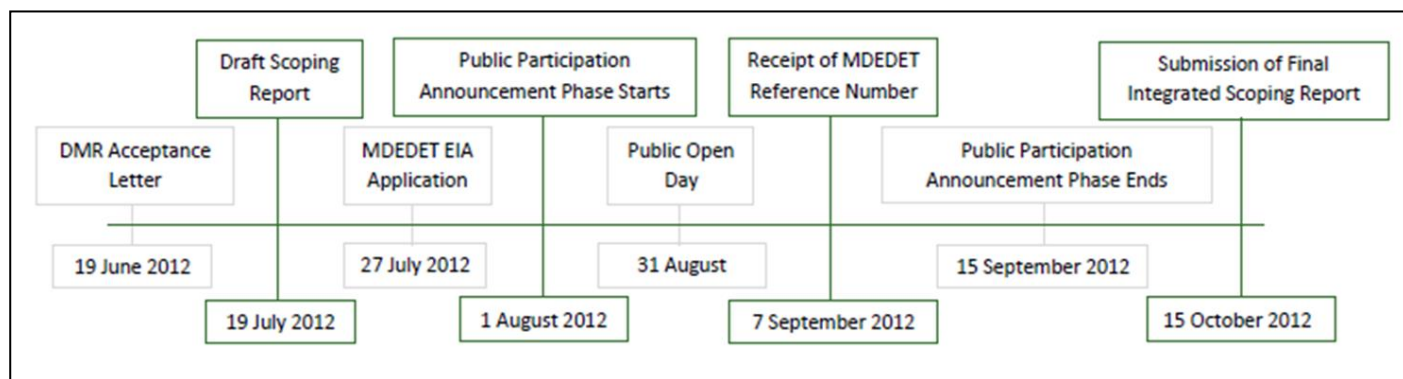 Draft Scoping
Report
Public Participation
Announcement Phase Starts
Receipt of MDEDET
Reference Number
Submission of Final
Integrated Scoping Report
DMR Acceptance
Letter
MDEDET EIA
Application
Public Open
Day
Public Participation
Announcement Phase Ends
19 June 2012
27 July 2012
31 August
15 September 2012
19 July 2012
1 August 2012
7 September 2012
15 October 2012